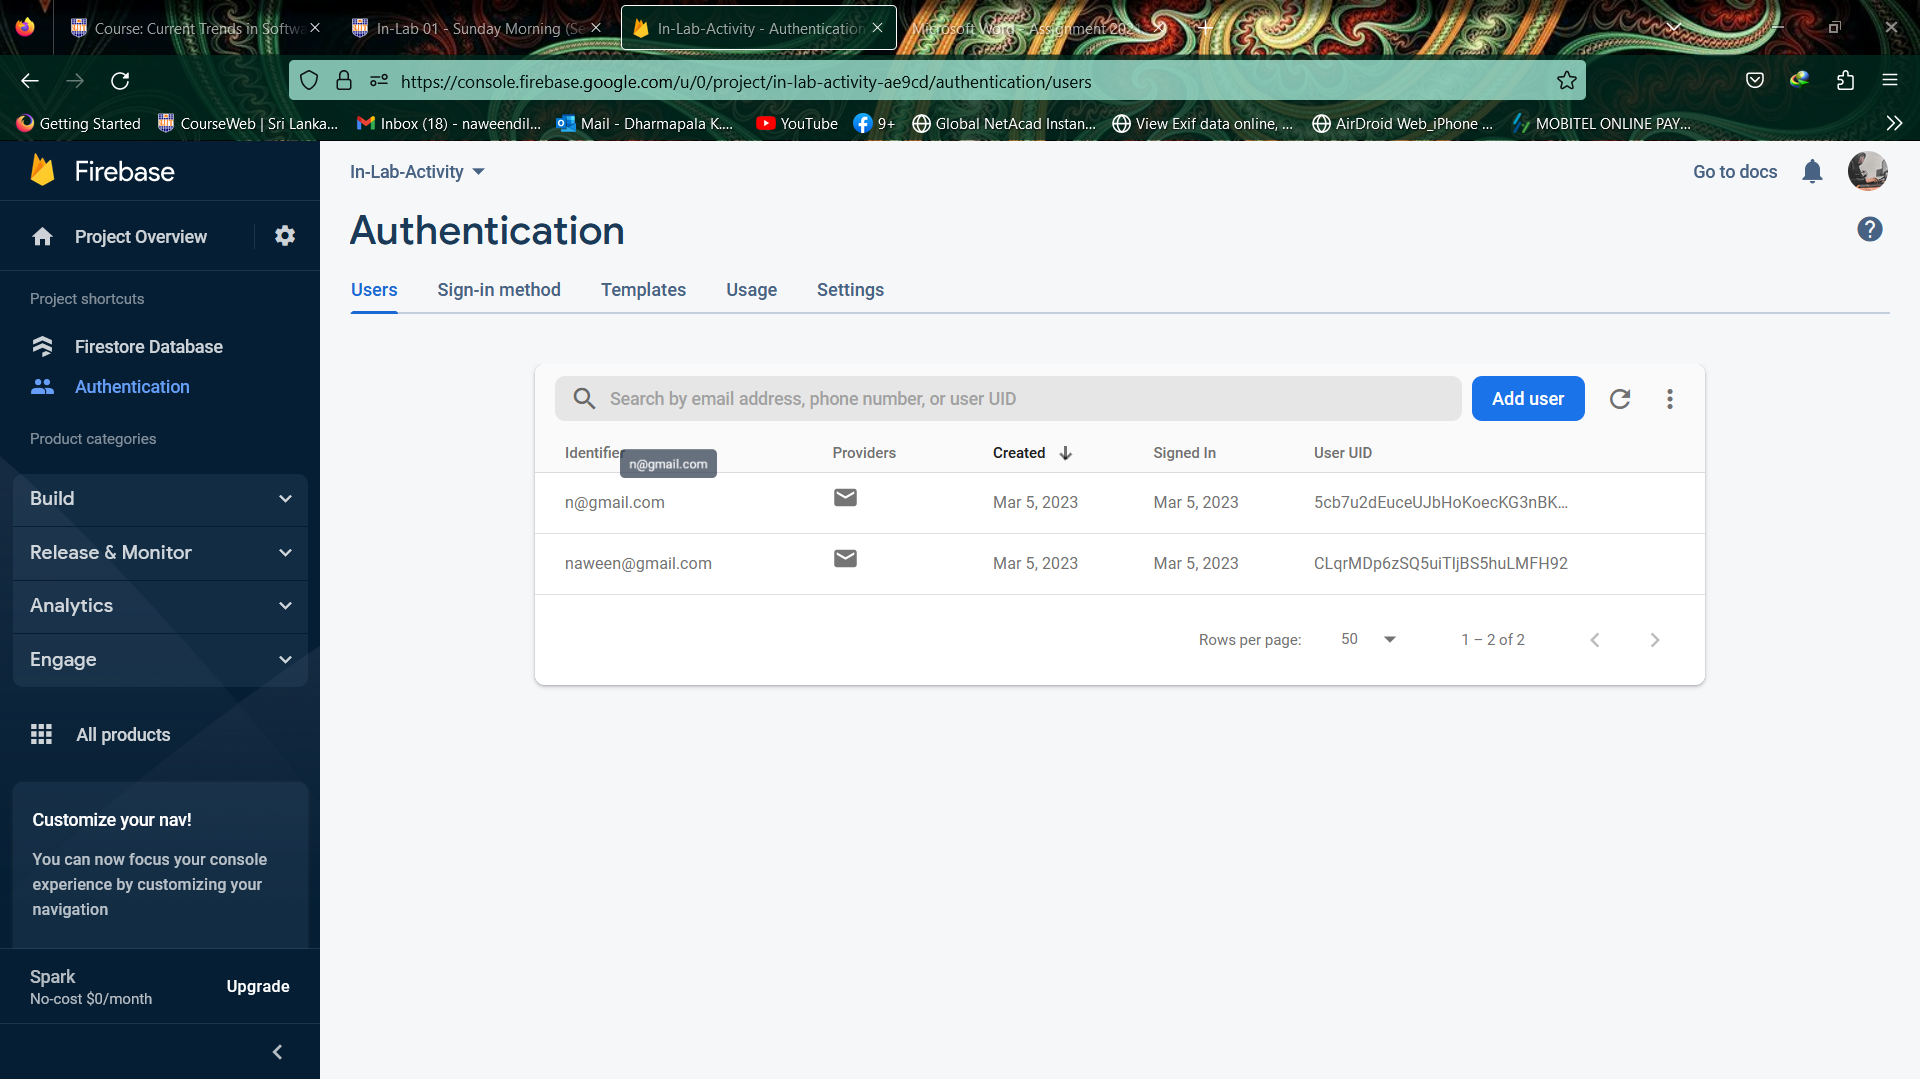 Course: Current Trends in Softwa
In-Lab 01 - Sunday Morning (Se
In-Lab-Activity - Authentication
Microsoft Word - Assignment 202
https://console.firebase.google.com/u/0/project/in-lab-activity-ae9cd/authentication/users
Getting Started
CourseWeb | Sri Lanka...
Inbox (18) - naweendil...
Mail - Dharmapala K....
YouTube
9+
Global NetAcad Instan...
View Exif data online, ...
AirDroid Web_iPhone ...
MOBITEL ONLINE PAY...
Firebase
In-Lab-Activity
Go to docs
Project Overview
Authentication
Users
Sign-in method
Templates
Usage
Settings
Project shortcuts
Firestore Database
Authentication
Product categories
Build
Release & Monitor
Analytics
Engage
All products
Customize your nav!
You can now focus your console
experience by customizing your
navigation
Spark
No-cost $0/month
Upgrade
Search by email address, phone number, or user UID
Add user
Identifier
Providers
Created
Signed In
User UID
n@gmail.com
n@gmail.com
Mar 5, 2023
Mar 5, 2023
5cb7u2dEuceUJbHoKoecKG3nBK...
naween@gmail.com
Mar 5, 2023
Mar 5, 2023
CLqrMDp6zSQ5uiTljBS5huLMFH92
Rows per page:
50
1 – 2 of 2